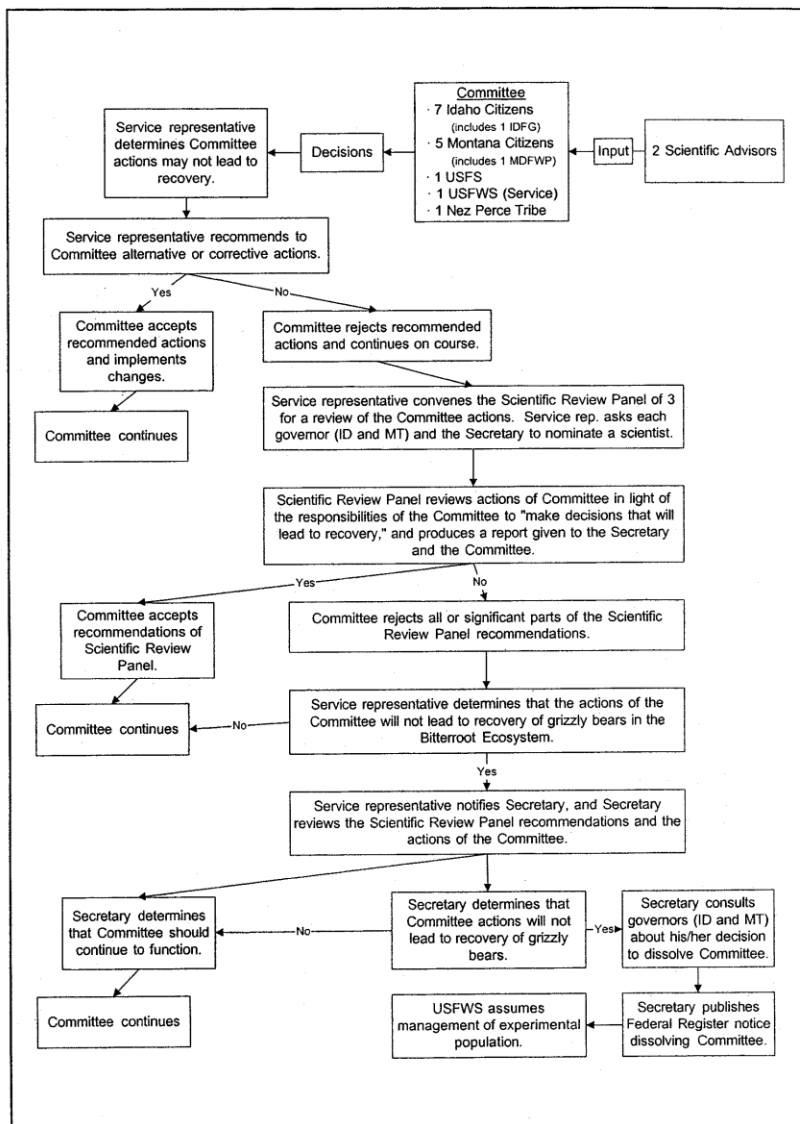 Committee
· 7 Idaho Citizens
(includes 1 IDFG)
· 5 Montana Citizens
(includes 1 MDFWP)
· 1 USFS
· 1 USFWS (Service)
· 1 Nez Perce Tribe
2 Scientific Advisors
Input
Decisions
Service representative
determines Committee
actions may not lead to
recovery.
Service representative recommends to
Committee alternative or corrective actions.
Yes
No
Committee accepts
recommended actions
and implements
changes.
Committee rejects recommended
actions and continues on course.
Committee continues
Service representative convenes the Scientific Review Panel of 3
for a review of the Committee actions. Service rep. asks each
governor (ID and MT) and the Secretary to nominate a scientist.
Scientific Review Panel reviews actions of Committee in light of
the responsibilities of the Committee to "make decisions that will
lead to recovery," and produces a report given to the Secretary
and the Committee.
Yes
No
Committee accepts
recommendations of
Scientific Review
Panel.
Committee rejects all or significant parts of the Scientific
Review Panel recommendations.
Committee continues
No
Service representative determines that the actions of the
Committee will not lead to recovery of grizzly bears in the
Bitterroot Ecosystem.
Yes
Service representative notifies Secretary, and Secretary
reviews the Scientific Review Panel recommendations and the
actions of the Committee.
Secretary determines
that Committee should
continue to function.
No
Secretary determines that
Committee actions will not
lead to recovery of grizzly
bears.
Yes
Secretary consults
governors (ID and MT)
about his/her decision
to dissolve Committee.
Committee continues
USFWS assumes
management of experimental
population.
Secretary publishes
Federal Register notice
dissolving Committee.